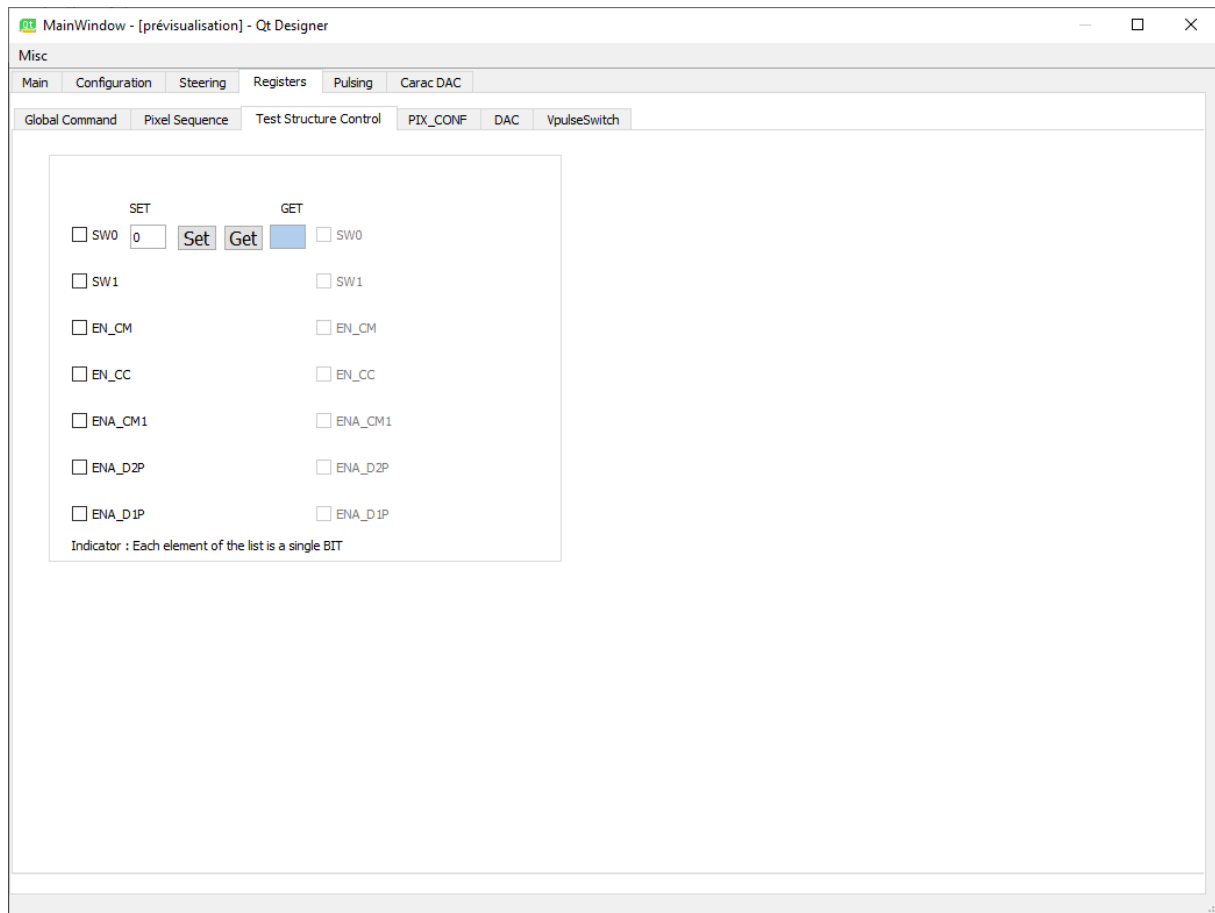 MainWindow - [prévisualisation] - Qt Designer
Misc
Main Configuration Steering Registers Pulsing Carac DAC
Global Command Pixel Sequence Test Structure Control PIX_CONF DAC VpulseSwitch
SET GET
SW0 0 Set Get SW0
SW1 SW1
EN_CM EN_CM
EN_CC EN_CC
ENA_CM1 ENA_CM1
ENA_D2P ENA_D2P
ENA_D1P ENA_D1P
Indicator : Each element of the list is a single BIT